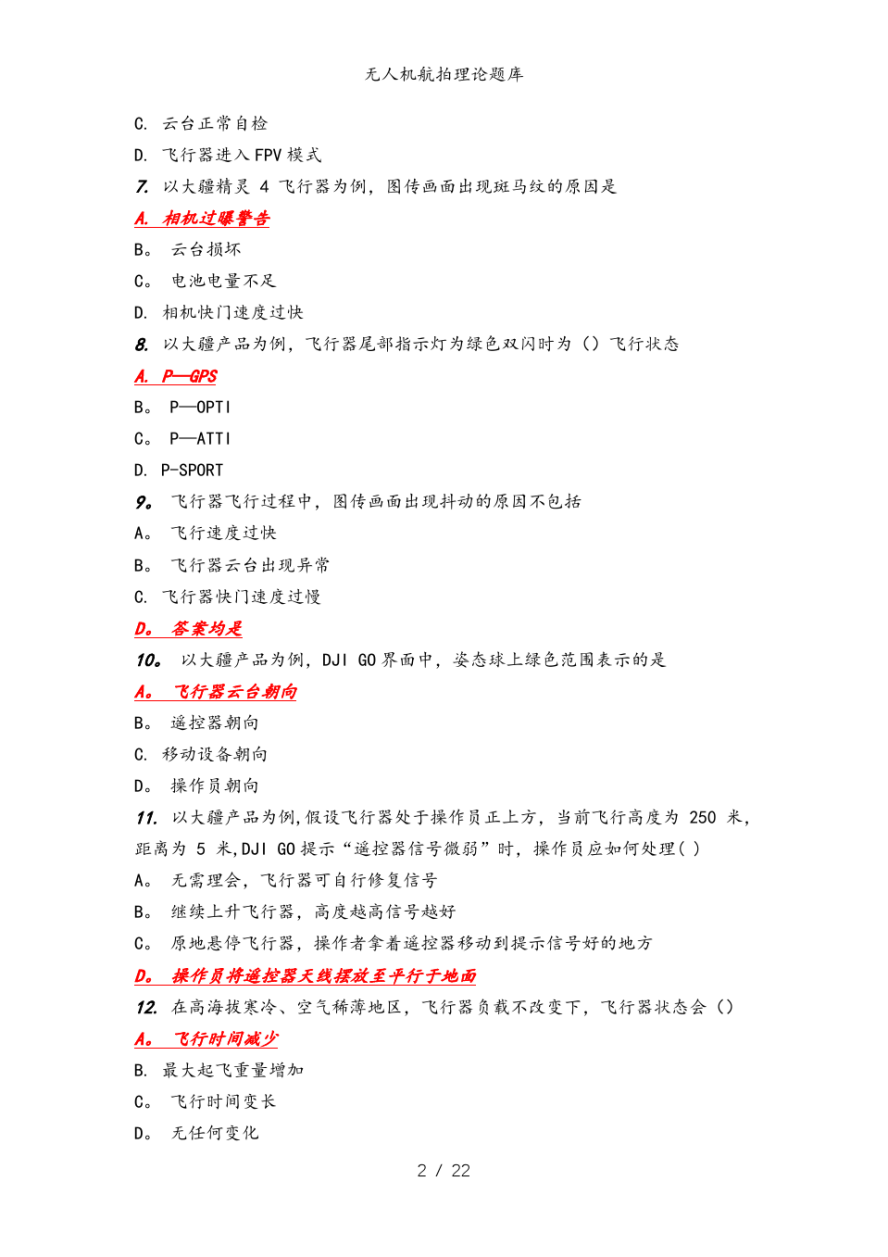 无人机航拍理论题库
C. 云台正常自检
D. 飞行器进入 FPV 模式
7. 以大疆精灵 4 飞行器为例，图传画面出现斑马纹的原因是
A. 相机过曝警告
B。 云台损坏
C。 电池电量不足
D. 相机快门速度过快
8. 以大疆产品为例，飞行器尾部指示灯为绿色双闪时为（）飞行状态
A. P—GPS
B。 P—OPTI
C。 P—ATTI
D. P-SPORT
9。 飞行器飞行过程中，图传画面出现抖动的原因不包括
A。 飞行速度过快
B。 飞行器云台出现异常
C. 飞行器快门速度过慢
D。 答案均是
10。 以大疆产品为例，DJI GO 界面中，姿态球上绿色范围表示的是
A。 飞行器云台朝向
B。 遥控器朝向
C. 移动设备朝向
D。 操作员朝向
11. 以大疆产品为例,假设飞行器处于操作员正上方，当前飞行高度为 250 米，
距离为 5 米,DJI GO 提示“遥控器信号微弱”时，操作员应如何处理( )
A。 无需理会，飞行器可自行修复信号
B。 继续上升飞行器，高度越高信号越好
C。 原地悬停飞行器，操作者拿着遥控器移动到提示信号好的地方
D。 操作员将遥控器天线摆放至平行于地面
12. 在高海拔寒冷、空气稀薄地区，飞行器负载不改变下，飞行器状态会（）
A。 飞行时间减少
B. 最大起飞重量增加
C。 飞行时间变长
D。 无任何变化
2 / 22